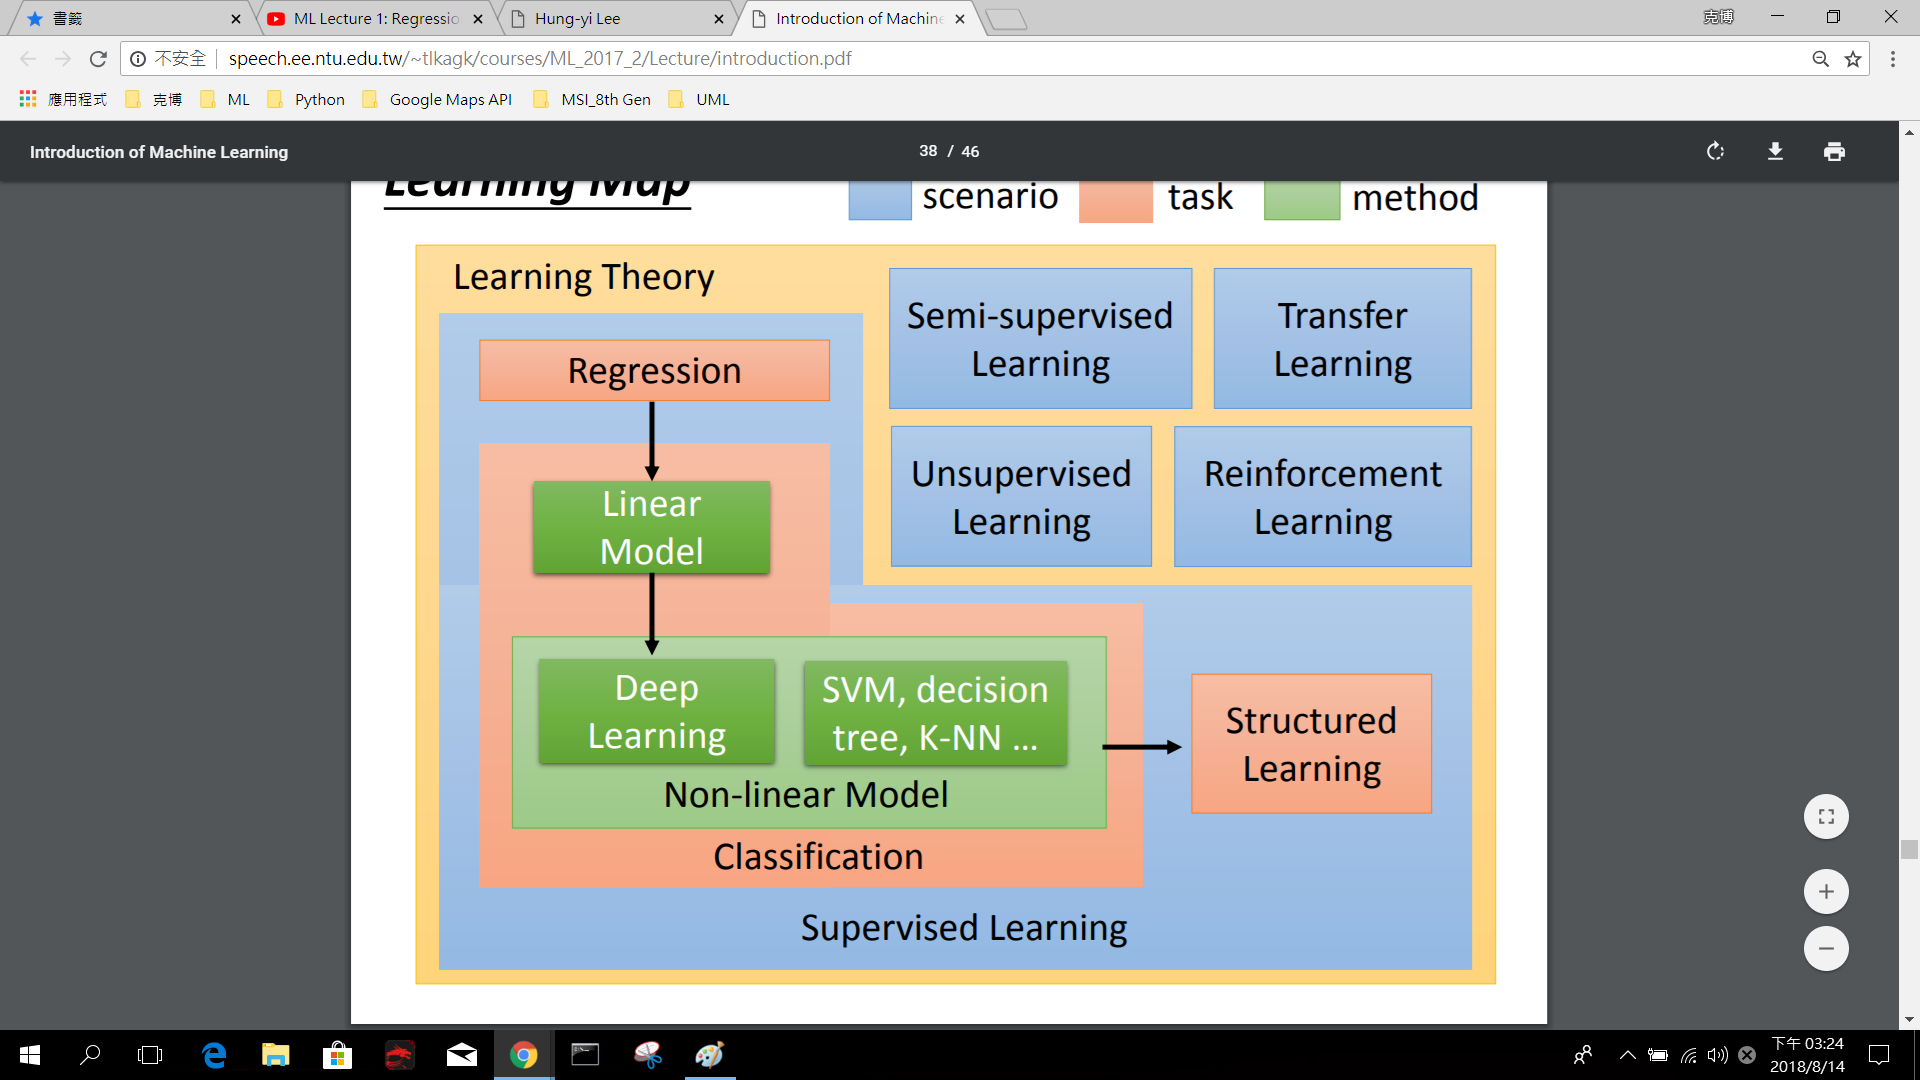 書籤
ML Lecture 1: Regressio
Hung-yi Lee
Introduction of Machine
克博
不安全
speech.ee.ntu.edu.tw/~tlkagk/courses/ML_2017_2/Lecture/introduction.pdf
應用程式
克博
ML
Python
Google Maps API
MSI_8th Gen
UML
Introduction of Machine Learning
38 / 46
Learning Map
scenario
task
method
Learning Theory
Regression
Linear
Model
Deep
Learning
SVM, decision
tree, K-NN ...
Non-linear Model
Classification
Supervised Learning
Semi-supervised
Learning
Transfer
Learning
Unsupervised
Learning
Reinforcement
Learning
Structured
Learning
下午 03:24
2018/8/14